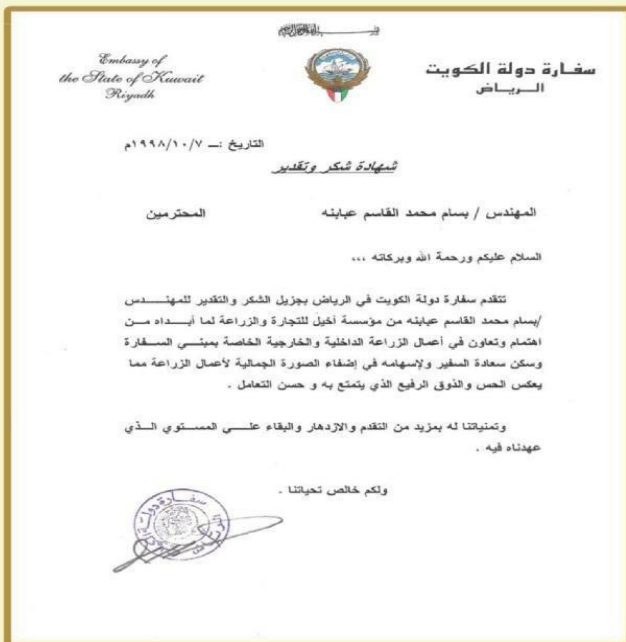 بسم الله الرحمن الرحيم
Embassy of
the State of Kuwait
Riyadh
سفارة دولة الكويت
الرياض
التاريخ :ــ ١٩٩٨/١٠/٧م
شهادة شكر وتقدير
المهندس / بسام محمد القاسم عبابنه المحترمين
السلام عليكم ورحمة الله وبركاته ،،،
تتقدم سفارة دولة الكويت في الرياض بجزيل الشكر والتقدير للمهندس
/بسام محمد القاسم عبابنه من مؤسسة أخيل للتجارة والزراعة لما أبداه من
اهتمام وتعاون في أعمال الزراعة الداخلية والخارجية الخاصة بمبنى السفارة
وسكن سعادة السفير ولإسهامه في إضفاء الصورة الجمالية لأعمال الزراعة مما
يعكس الحس والذوق الرفيع الذي يتمتع به و حسن التعامل .
وتمنياتنا له بمزيد من التقدم والازدهار والبقاء على المستوي الذي
عهدناه فيه .
ولكم خالص تحياتنا .
سفارة دولة